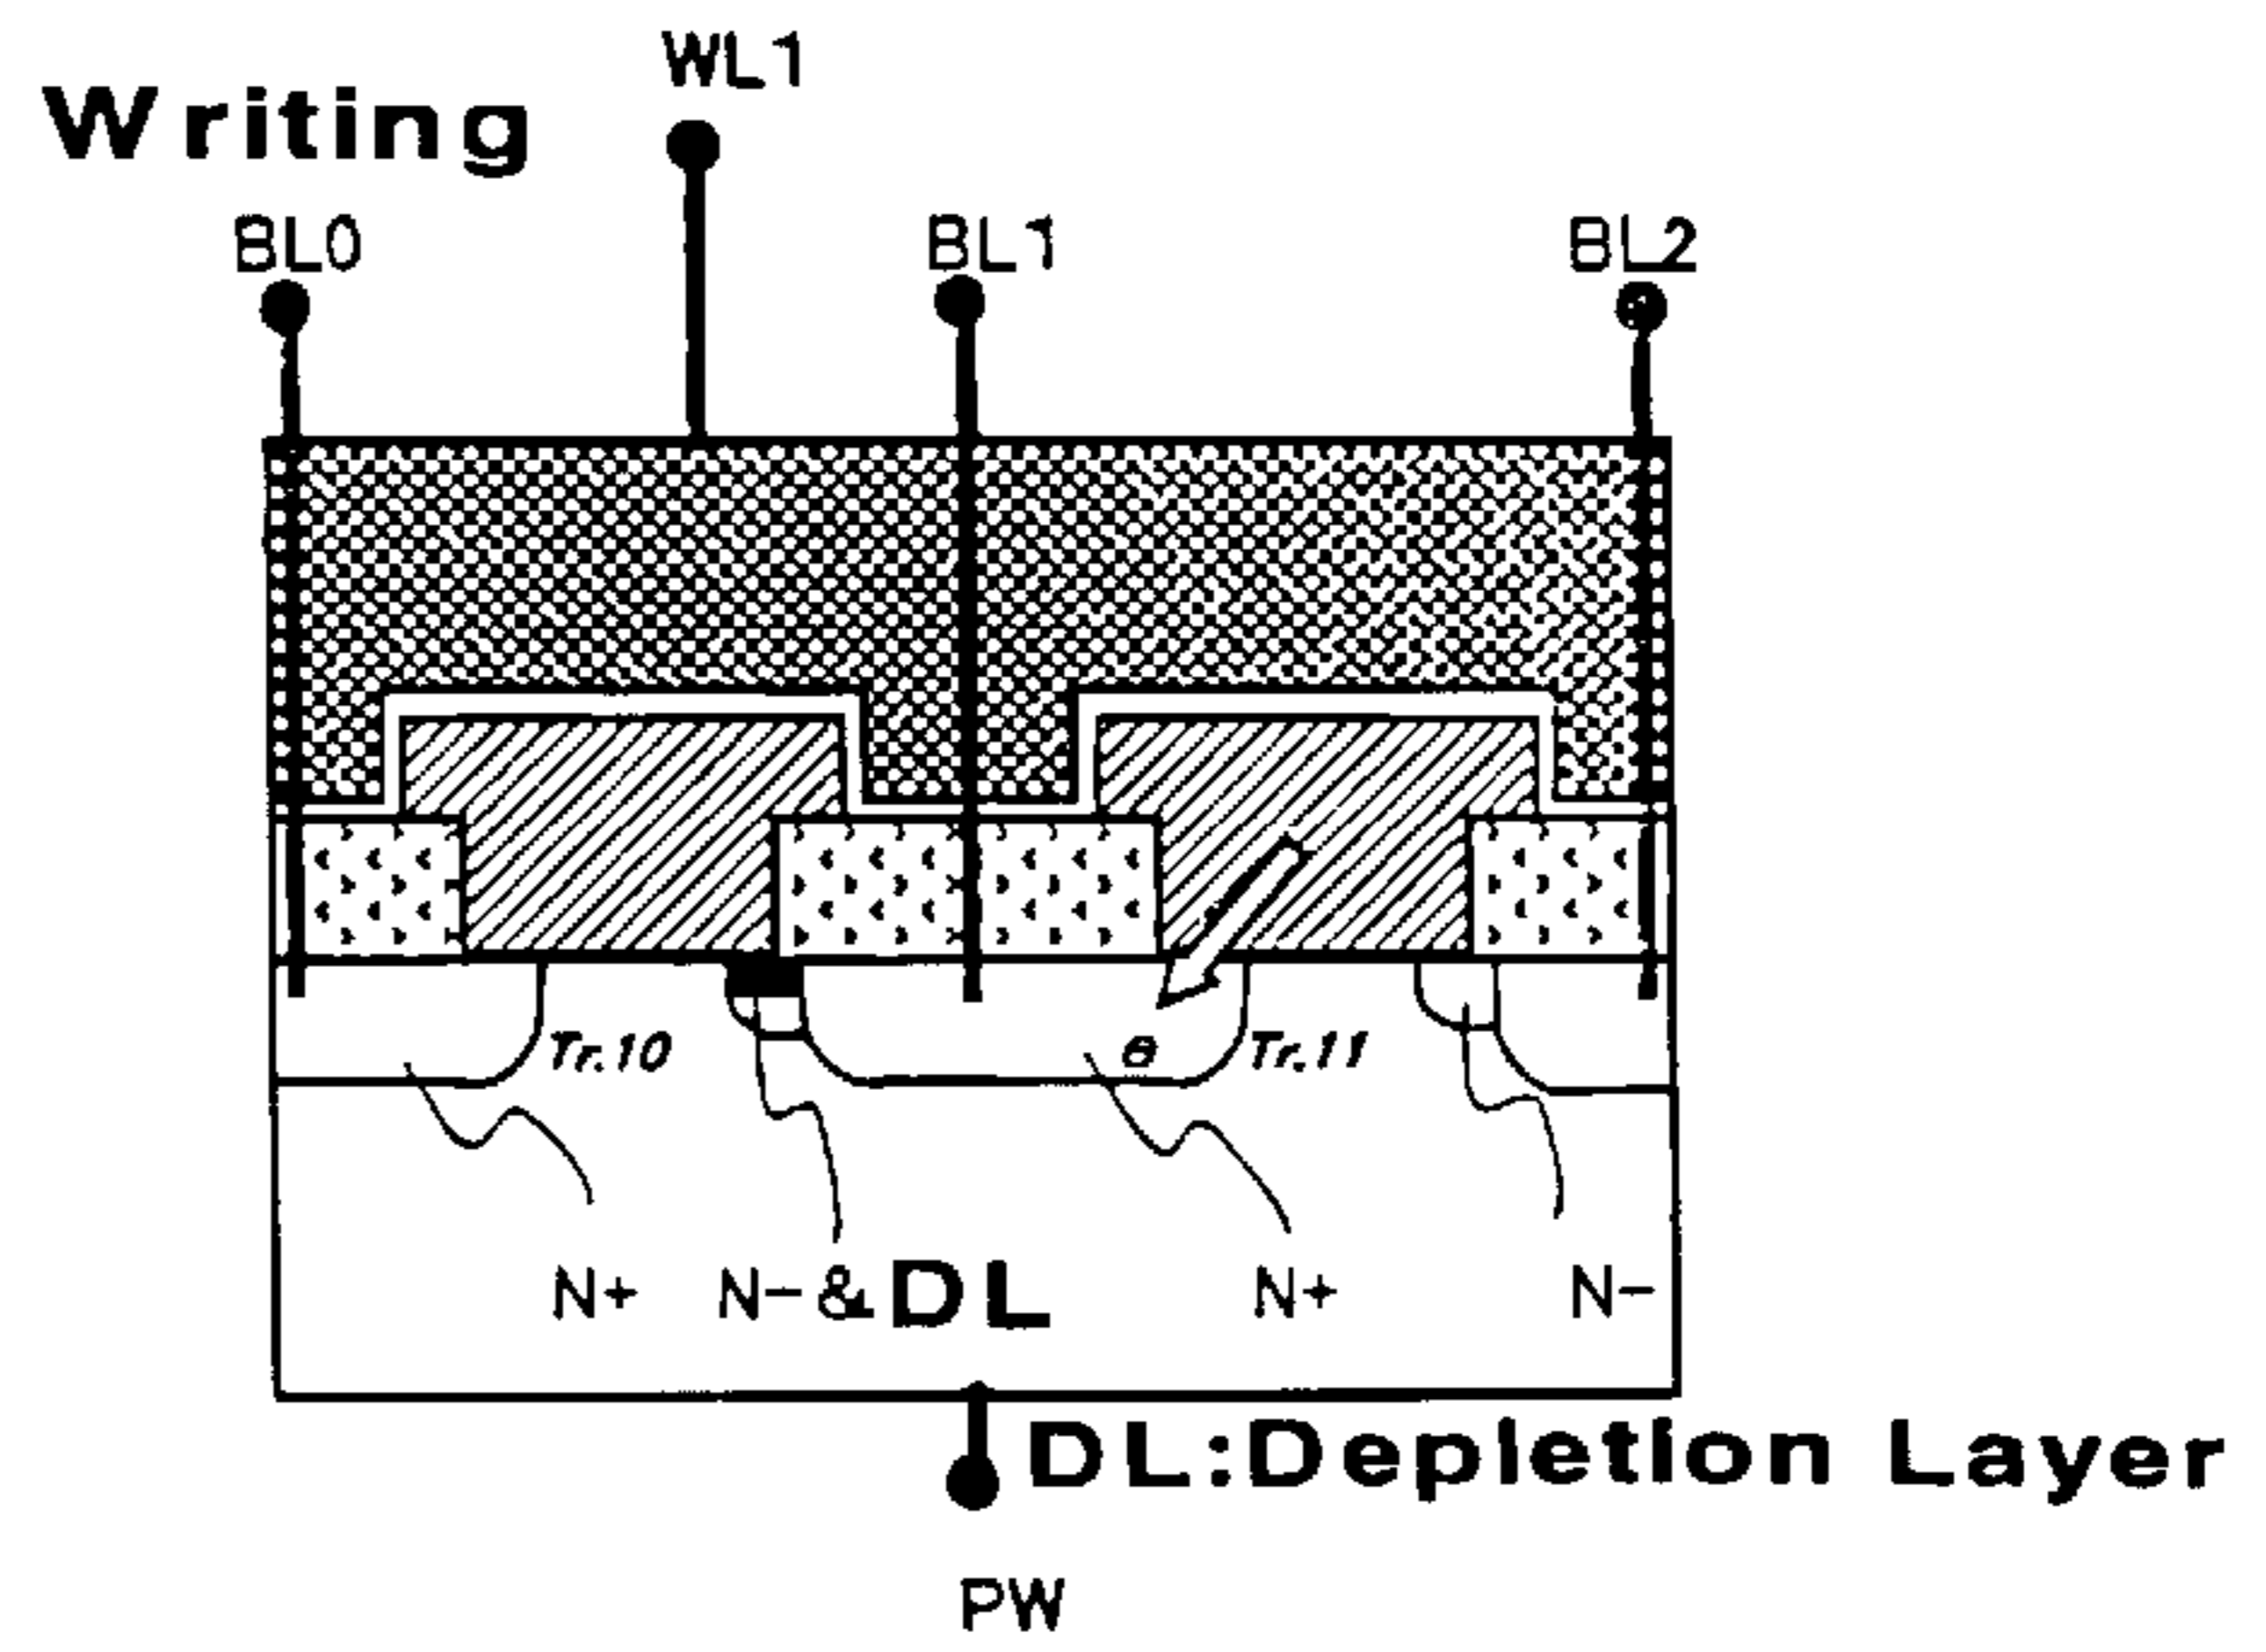 WL1
Writing
BL0 BL1 BL2
Tr.10 e Tr.11
N+ N-&DL N+ N-
DL:Depletion Layer
PW